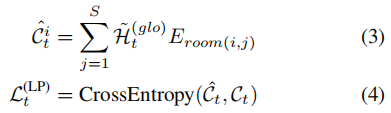 \hat{\mathcal{C}}_t^i = \sum_{j=1}^{S} \tilde{\mathcal{H}}_t^{(glo)} E_{room(i,j)} (3)
\mathcal{L}_t^{(\mathrm{LP})} = \mathrm{CrossEntropy}(\hat{\mathcal{C}}_t, \mathcal{C}_t) (4)